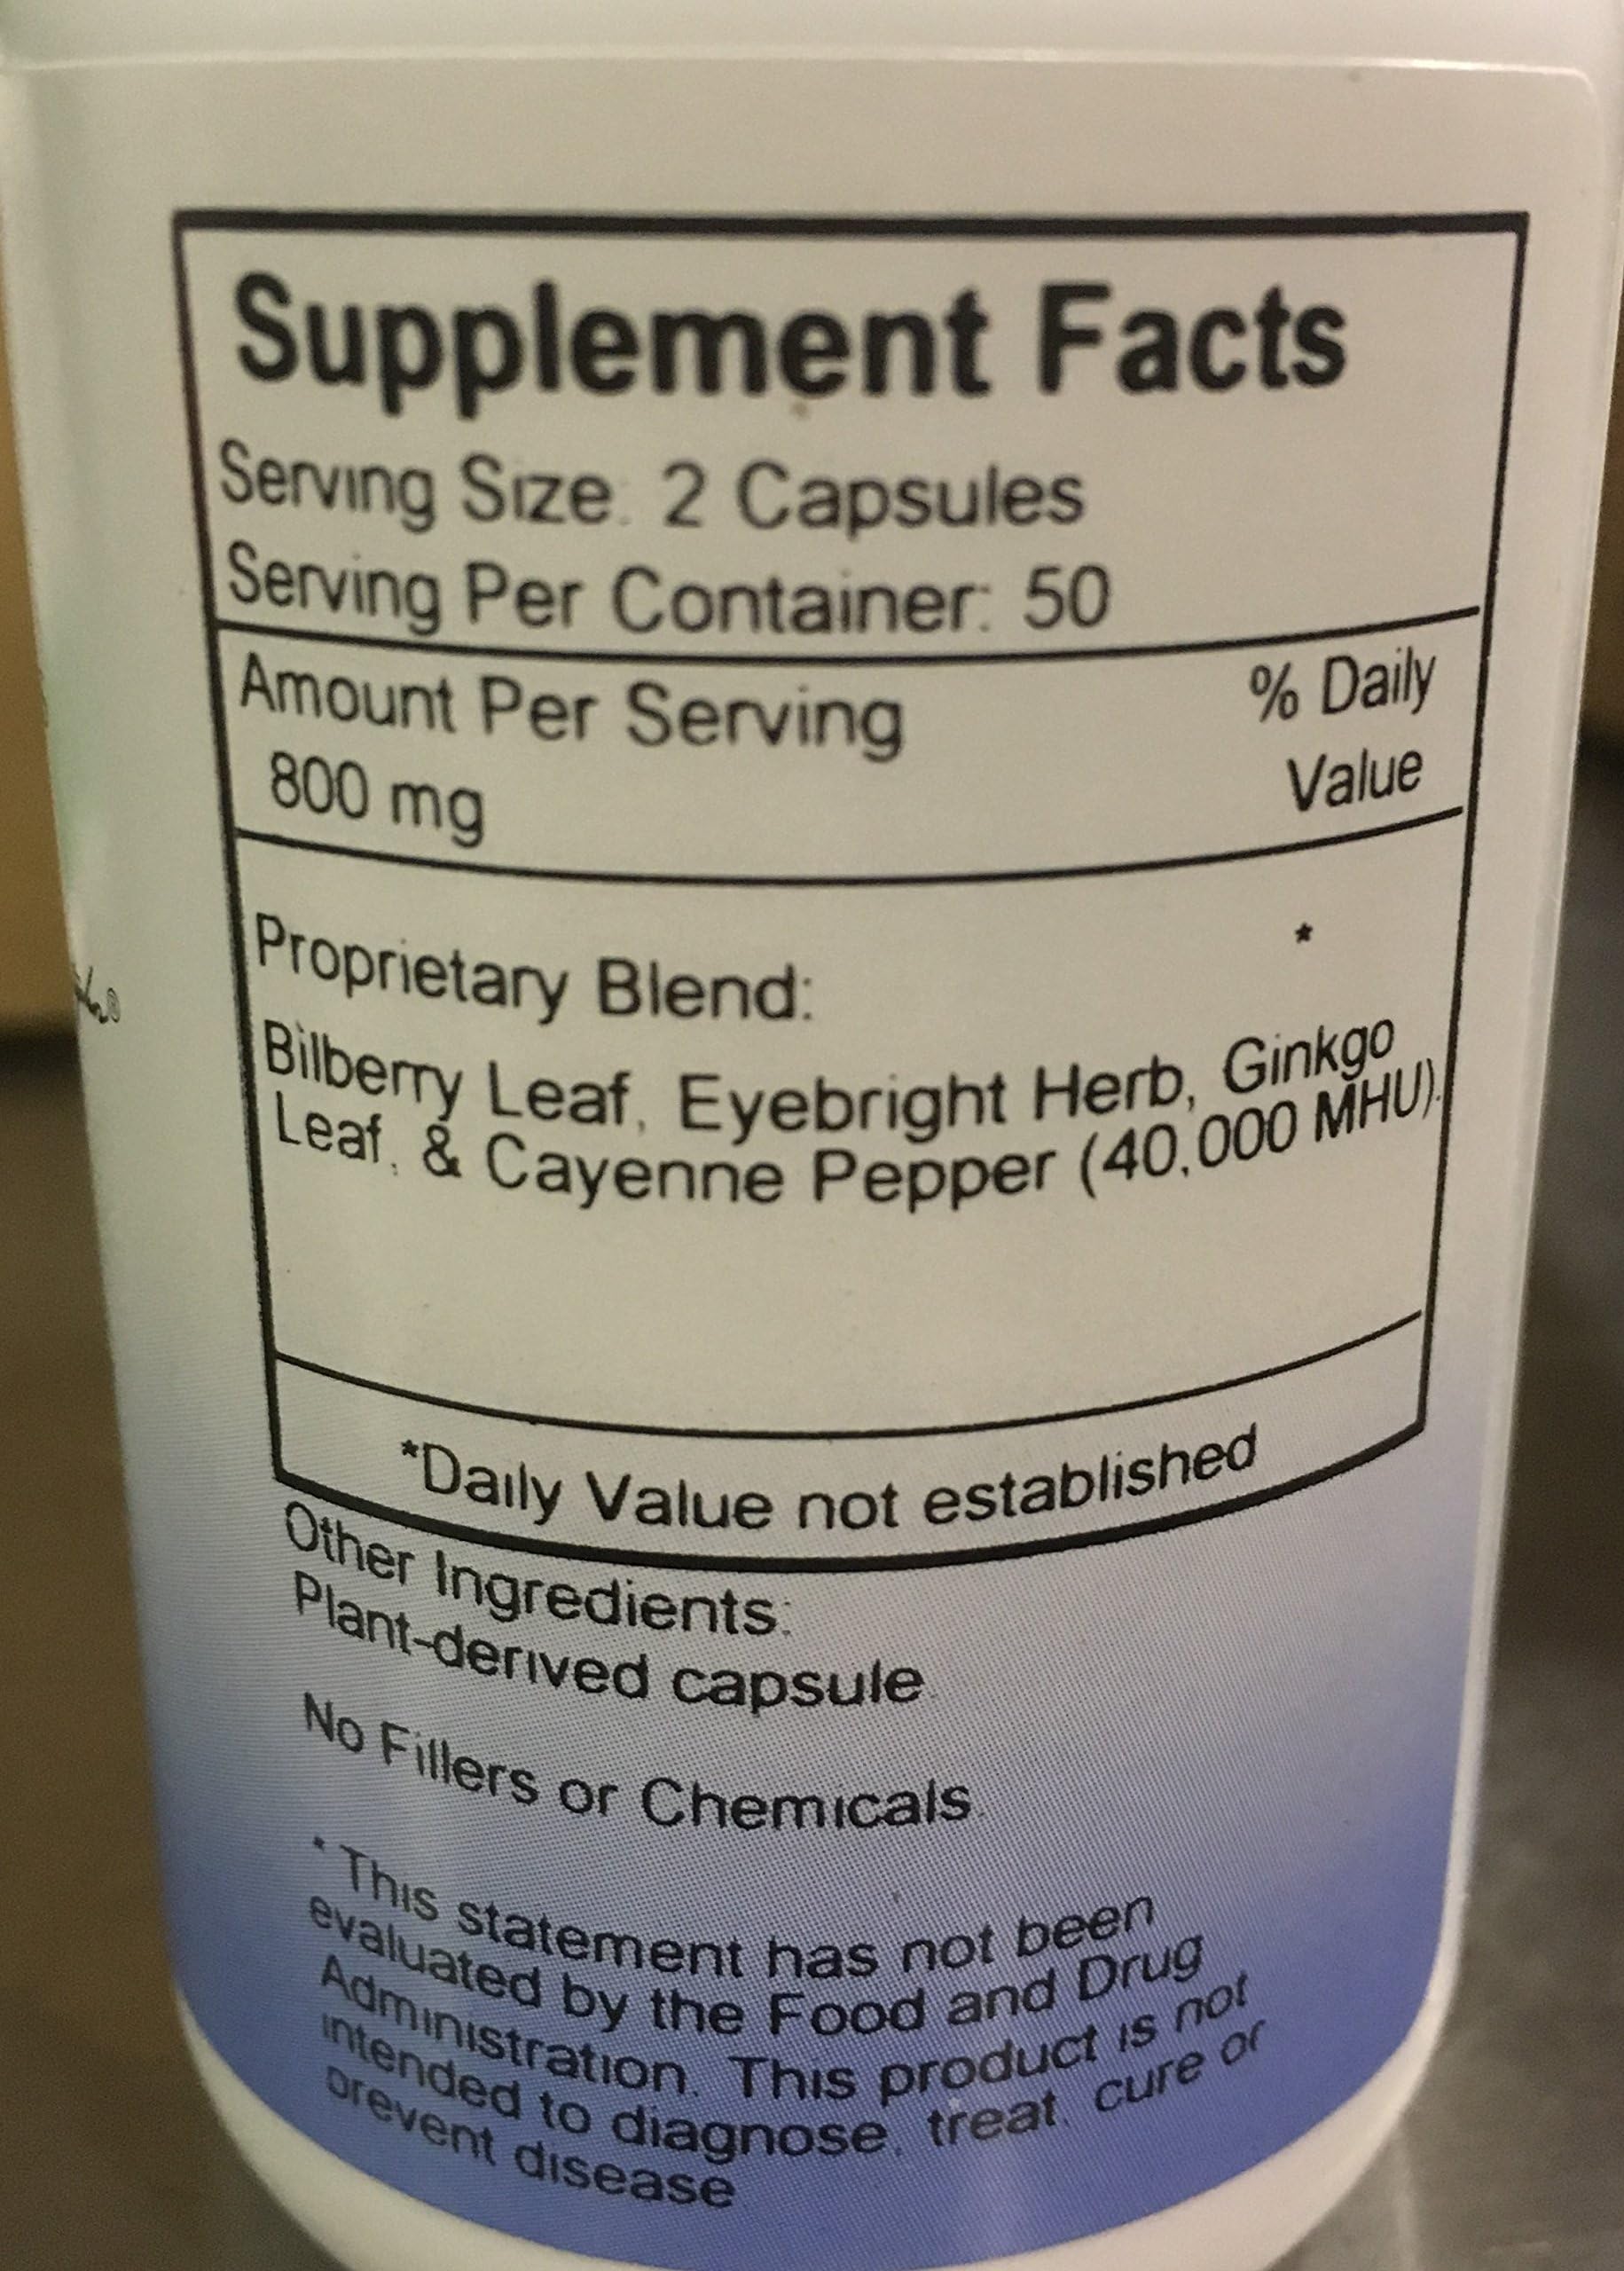 Supplement Facts
Serving Size: 2 Capsules
Serving Per Container: 50
Amount Per Serving % Daily
800 mg Value
Proprietary Blend: *
Bilberry Leaf, Eyebright Herb, Ginkgo
Leaf, & Cayenne Pepper (40,000 MHU).
*Daily Value not established
Other Ingredients:
Plant-derived capsule
No Fillers or Chemicals.
* This statement has not been
evaluated by the Food and Drug
Administration. This product is not
intended to diagnose, treat, cure or
prevent disease